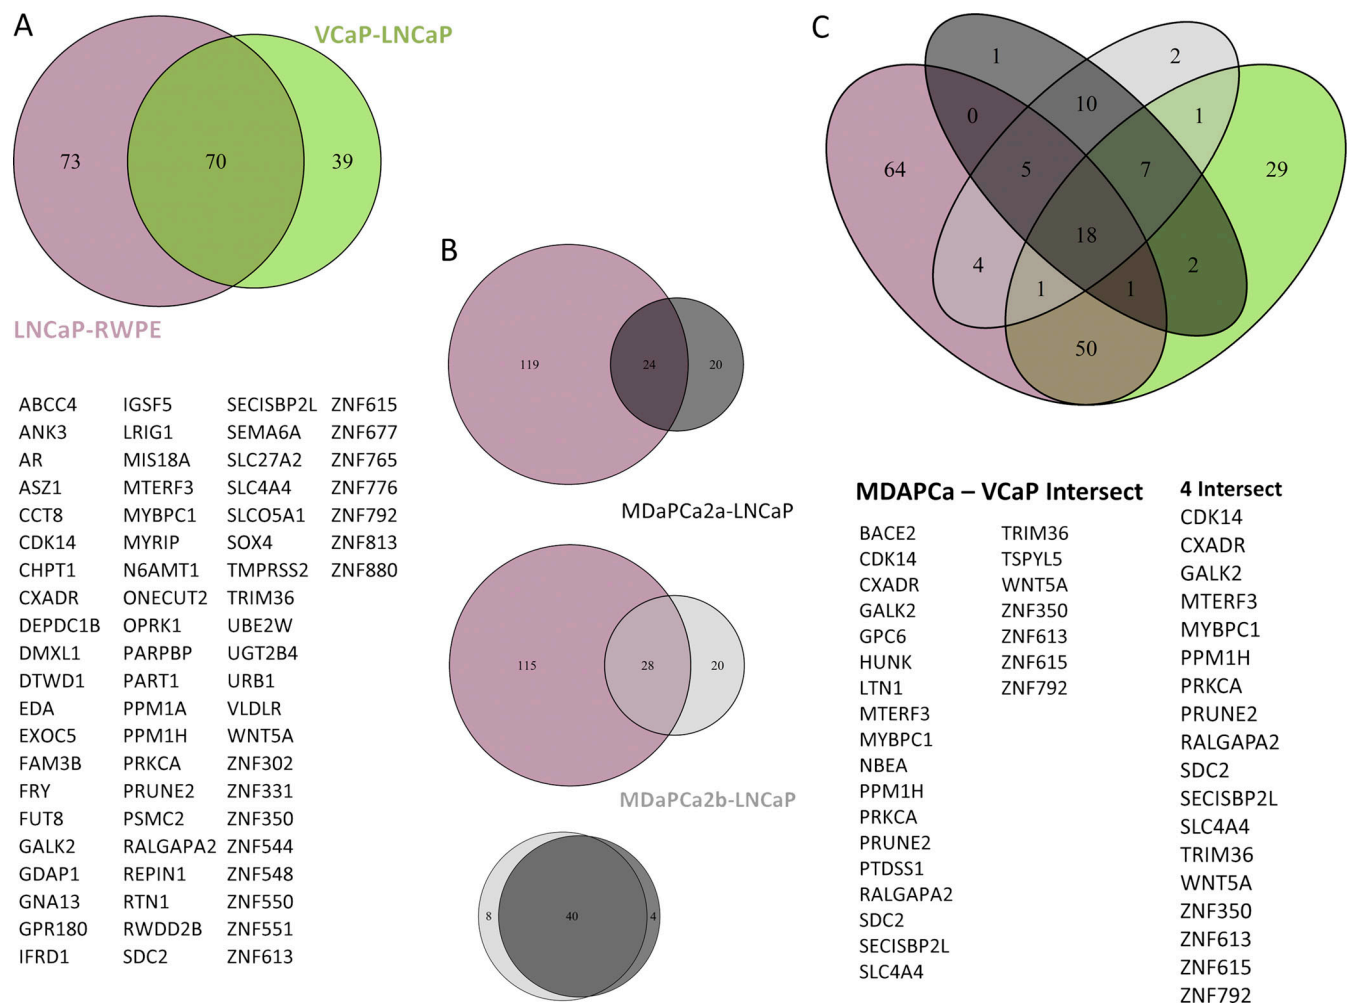 A
VCaP-LNCaP
73
70
39
LNCaP-RWPE
ABCC4 IGSF5 SECISBP2L ZNF615
ANK3 LRIG1 SEMA6A ZNF677
AR MIS18A SLC27A2 ZNF765
ASZ1 MTERF3 SLC4A4 ZNF776
CCT8 MYBPC1 SLCO5A1 ZNF792
CDK14 MYRIP SOX4 ZNF813
CHPT1 N6AMT1 TMPRSS2 ZNF880
CXADR ONECUT2 TRIM36
DEPDC1B OPRK1 UBE2W
DMXL1 PARPBP UGT2B4
DTWD1 PART1 URB1
EDA PPM1A VLDLR
EXOC5 PPM1H WNT5A
FAM3B PRKCA ZNF302
FRY PRUNE2 ZNF331
FUT8 PSMC2 ZNF350
GALK2 RALGAPA2 ZNF544
GDAP1 REPIN1 ZNF548
GNA13 RTN1 ZNF550
GPR180 RWDD2B ZNF551
IFRD1 SDC2 ZNF613
B
119
24
20
MDaPCa2a-LNCaP
115
28
20
MDaPCa2b-LNCaP
8
40
4
C
1
2
0
10
1
64
5
7
29
18
4
2
1
1
50
MDAPCa – VCaP Intersect
BACE2 TRIM36
CDK14 TSPYL5
CXADR WNT5A
GALK2 ZNF350
GPC6 ZNF613
HUNK ZNF615
LTN1 ZNF792
MTERF3
MYBPC1
NBEA
PPM1H
PRKCA
PRUNE2
PTDSS1
RALGAPA2
SDC2
SECISBP2L
SLC4A4
4 Intersect
CDK14
CXADR
GALK2
MTERF3
MYBPC1
PPM1H
PRKCA
PRUNE2
RALGAPA2
SDC2
SECISBP2L
SLC4A4
TRIM36
WNT5A
ZNF350
ZNF613
ZNF615
ZNF792